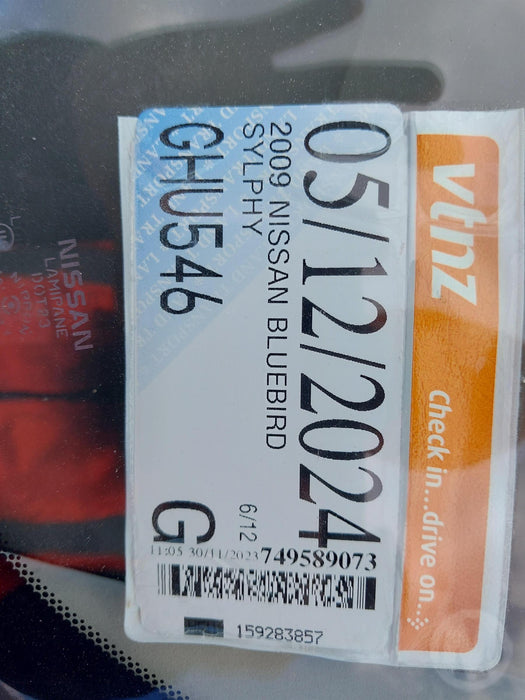 vtnz
Check in...drive on...
05/12/2024
2009 NISSAN BLUEBIRD
SYLPHY
GHU546
6/12
G
11:05 30/11/2023
749589073
159283857
NISSAN
LAMPANE